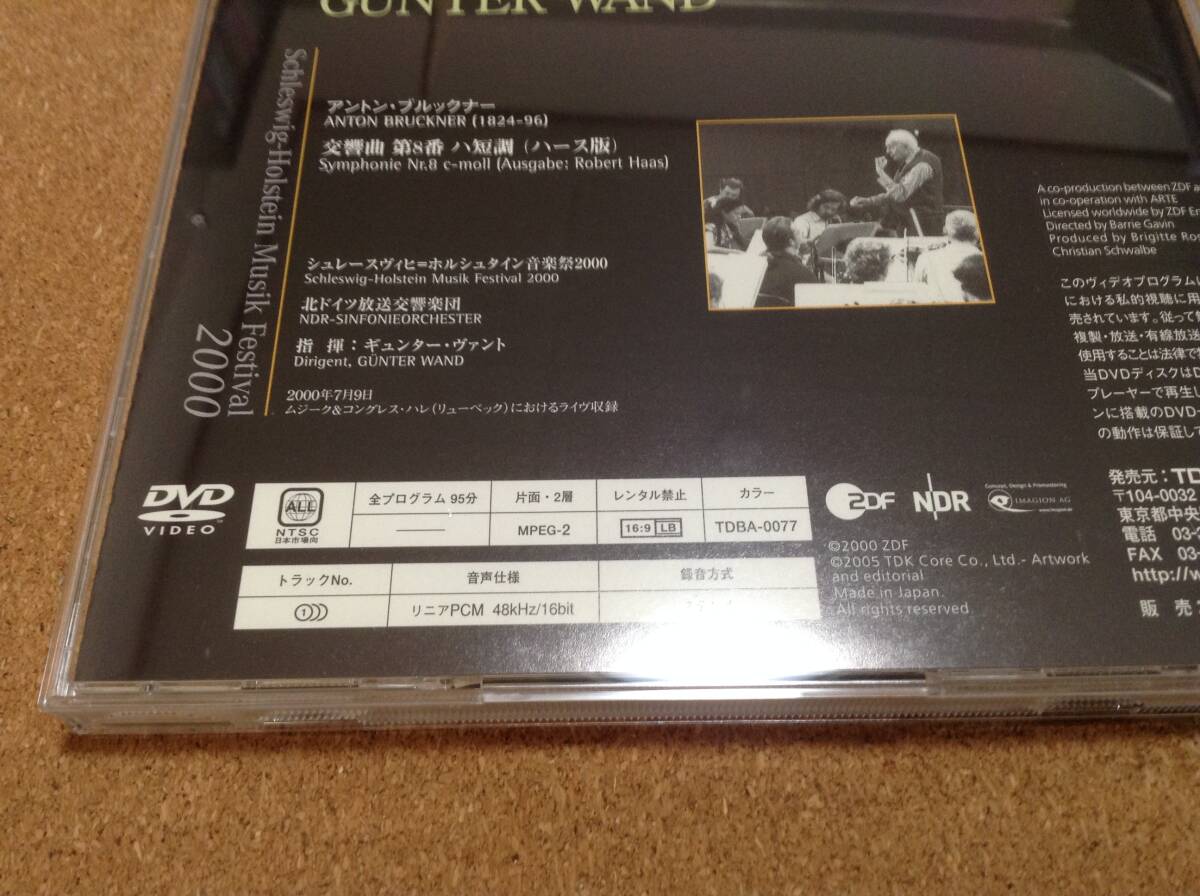 GÜNTER WAND
Schleswig-Holstein Musik Festival
2000
アントン・ブルックナー
ANTON BRUCKNER (1824-96)
交響曲 第8番 ハ短調 (ハース版)
Symphonie Nr.8 c-moll (Ausgabe: Robert Haas)
シュレースヴィヒ=ホルシュタイン音楽祭2000
Schleswig-Holstein Musik Festival 2000
北ドイツ放送交響楽団
NDR-SINFONIEORCHESTER
指 揮 : ギュンター・ヴァント
Dirigent, GÜNTER WAND
2000年7月9日
ムジーク&コングレス・ハレ(リューベック)におけるライヴ収録
A co-production between ZDF
in co-operation with ARTE
Licensed worldwide by ZDF
Directed by Barrie Gavin
Produced by Brigitte
Christian Schwalbe
このヴィデオプログラムは
における私的視聴に用
売されています。従って
複製・放送・有線放送
使用することは法律で
当DVDディスクは
プレーヤーで再生
ンに搭載のDVD
の動作は保証して
DVD
VIDEO
ALL
NTSC
日本市場向
全プログラム 95分
片面・2層
MPEG-2
レンタル禁止
16:9 LB
カラー
TDBA-0077
トラックNo.
音声仕様
録音方式
1
リニアPCM 48kHz/16bit
ZDF
NDR
Concept, Design & Promastering
IMAGION AG
©2000 ZDF
©2005 TDK Core Co., Ltd.- Artwork
and editorial
Made in Japan.
All rights reserved.
発売元:
〒104-0032
東京都中央
電話 03-
FAX 03
http://w
販 売